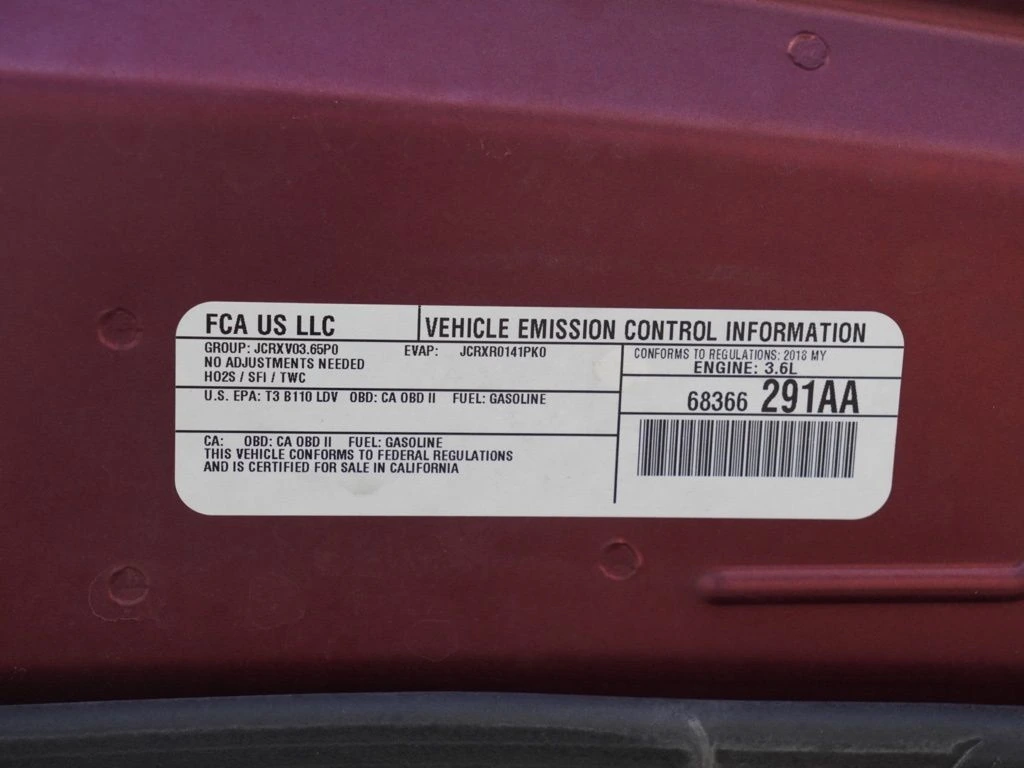 FCA US LLC
VEHICLE EMISSION CONTROL INFORMATION
GROUP: JCRXV03.65P0 EVAP: JCRXR0141PK0
NO ADJUSTMENTS NEEDED
HO2S / SFI / TWC
U.S. EPA: T3 B110 LDV OBD: CA OBD II FUEL: GASOLINE
CA: OBD: CA OBD II FUEL: GASOLINE
THIS VEHICLE CONFORMS TO FEDERAL REGULATIONS
AND IS CERTIFIED FOR SALE IN CALIFORNIA
CONFORMS TO REGULATIONS: 2018 MY
ENGINE: 3.6L
68366 291AA